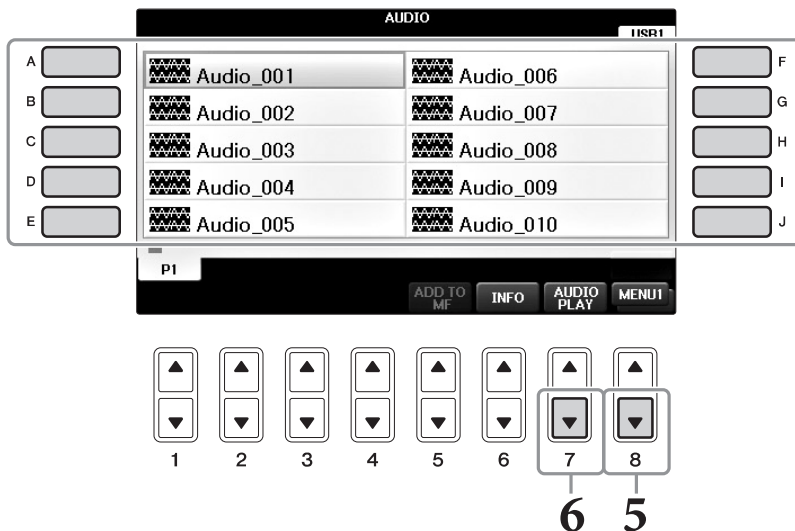 AUDIO
USB1
A
B
C
D
E
Audio_001
Audio_002
Audio_003
Audio_004
Audio_005
Audio_006
Audio_007
Audio_008
Audio_009
Audio_010
F
G
H
I
J
P1
ADD TO MF
INFO
AUDIO PLAY
MENU1
1 2 3 4 5 6 7 8
6 5